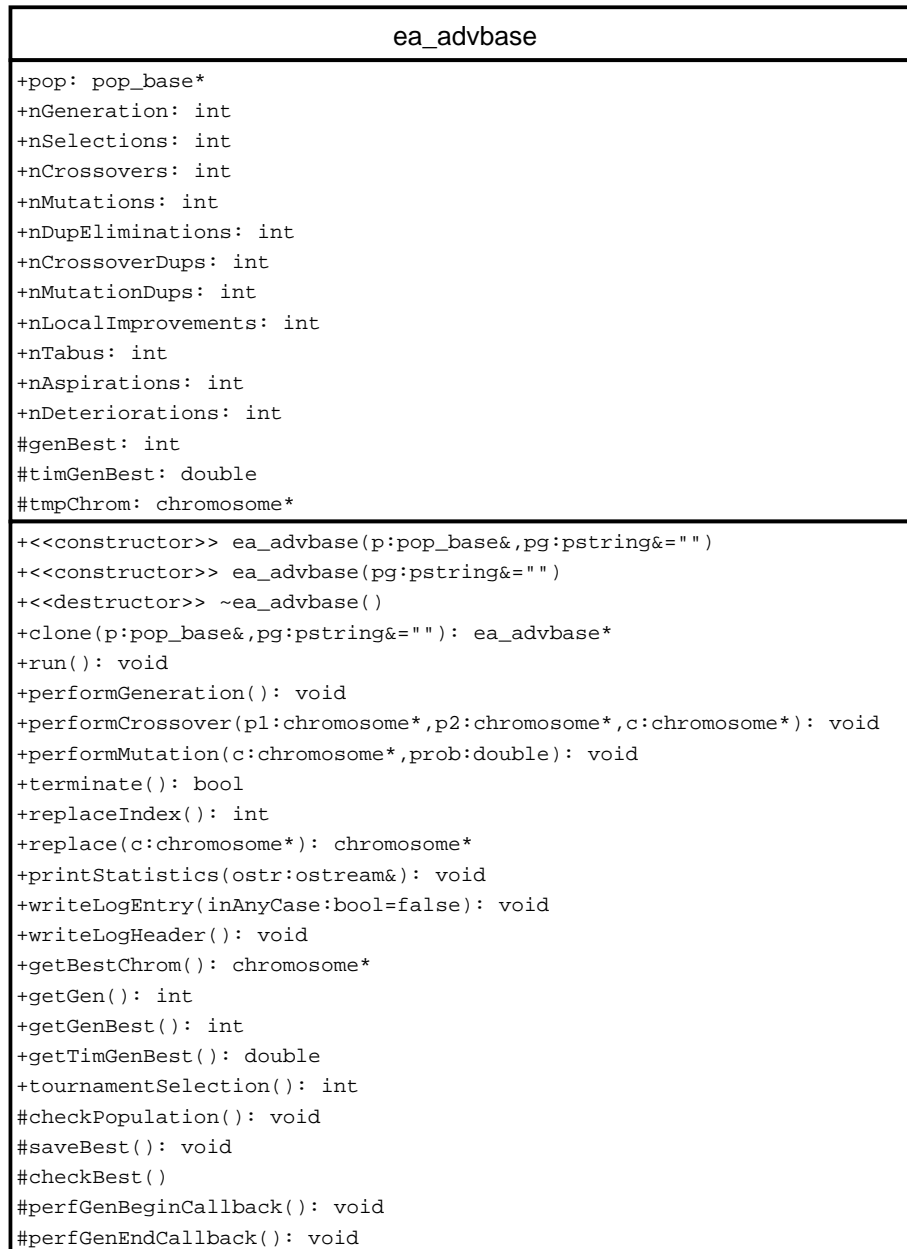 ea_advbase
+pop: pop_base*
+nGeneration: int
+nSelections: int
+nCrossovers: int
+nMutations: int
+nDupEliminations: int
+nCrossoverDups: int
+nMutationDups: int
+nLocalImprovements: int
+nTabus: int
+nAspirations: int
+nDeteriorations: int
#genBest: int
#timGenBest: double
#tmpChrom: chromosome*
+<<constructor>> ea_advbase(p:pop_base&,pg:pstring&="")
+<<constructor>> ea_advbase(pg:pstring&="")
+<<destructor>> ~ea_advbase()
+clone(p:pop_base&,pg:pstring&=""): ea_advbase*
+run(): void
+performGeneration(): void
+performCrossover(p1:chromosome*,p2:chromosome*,c:chromosome*): void
+performMutation(c:chromosome*,prob:double): void
+terminate(): bool
+replaceIndex(): int
+replace(c:chromosome*): chromosome*
+printStatistics(ostr:ostream&): void
+writeLogEntry(inAnyCase:bool=false): void
+writeLogHeader(): void
+getBestChrom(): chromosome*
+getGen(): int
+getGenBest(): int
+getTimGenBest(): double
+tournamentSelection(): int
#checkPopulation(): void
#saveBest(): void
#checkBest()
#perfGenBeginCallback(): void
#perfGenEndCallback(): void